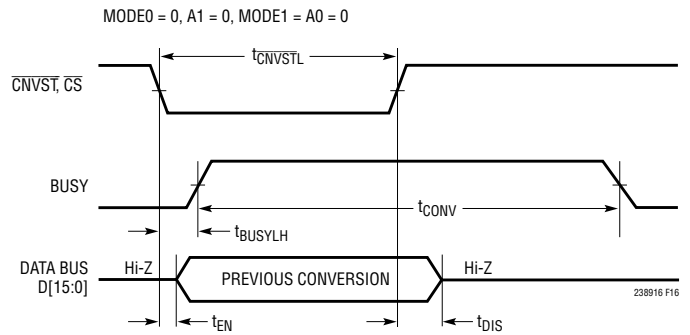 MODE0 = 0, A1 = 0, MODE1 = A0 = 0
tCNVSTL
CNVST, CS
BUSY
tCONV
tBUSYLH
DATA BUS
D[15:0]
Hi-Z
PREVIOUS CONVERSION
Hi-Z
238916 F16
tEN
tDIS